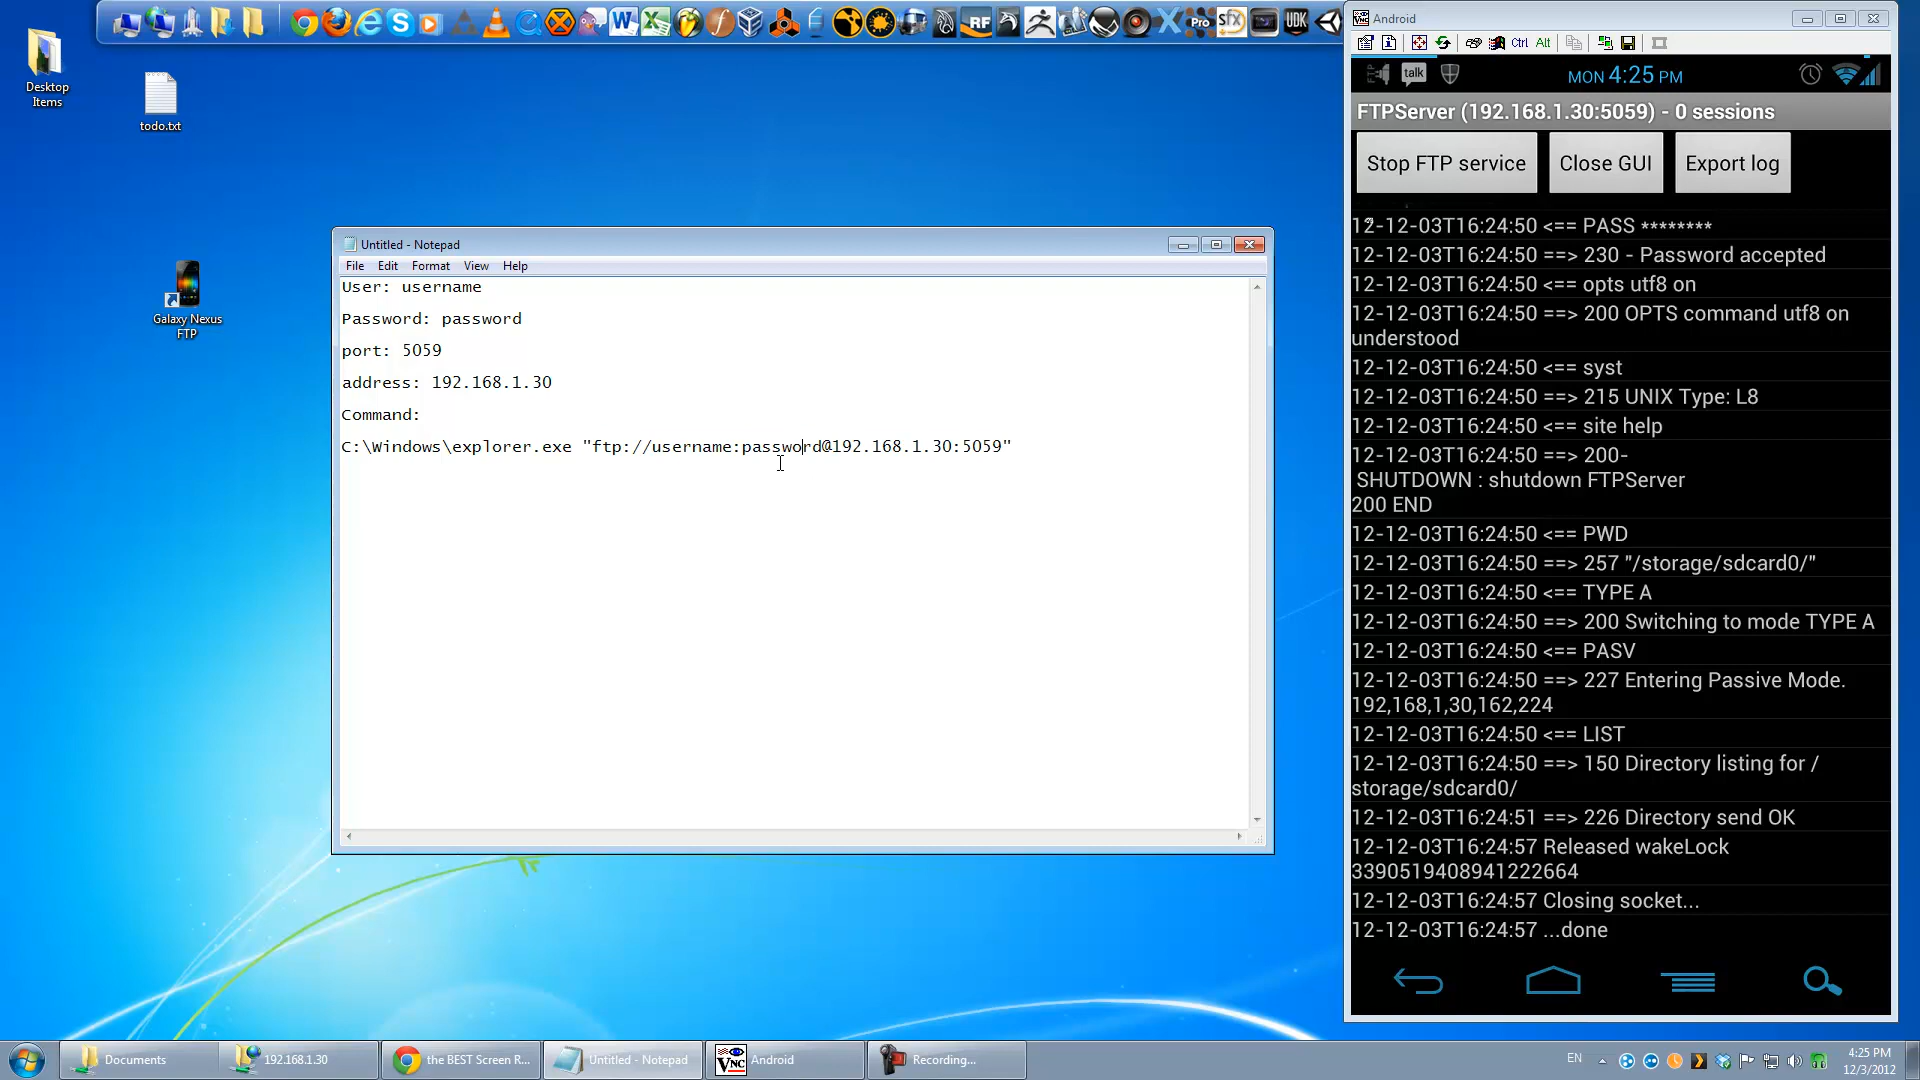 Desktop
Items
todo.txt
Galaxy Nexus
FTP
W
X
f
RF
Pro
sfx
UDK
Untitled - Notepad
File Edit Format View Help
User: username
Password: password
port: 5059
address: 192.168.1.30
Command:
C:\Windows\explorer.exe "ftp://username:password@192.168.1.30:5059"
Android
Ctrl Alt
talk
MON 4:25 PM
FTPServer (192.168.1.30:5059) - 0 sessions
Stop FTP service Close GUI Export log
12-12-03T16:24:50 <== PASS ********
12-12-03T16:24:50 ==> 230 - Password accepted
12-12-03T16:24:50 <== opts utf8 on
12-12-03T16:24:50 ==> 200 OPTS command utf8 on
understood
12-12-03T16:24:50 <== syst
12-12-03T16:24:50 ==> 215 UNIX Type: L8
12-12-03T16:24:50 <== site help
12-12-03T16:24:50 ==> 200-
SHUTDOWN : shutdown FTPServer
200 END
12-12-03T16:24:50 <== PWD
12-12-03T16:24:50 ==> 257 "/storage/sdcard0/"
12-12-03T16:24:50 <== TYPE A
12-12-03T16:24:50 ==> 200 Switching to mode TYPE A
12-12-03T16:24:50 <== PASV
12-12-03T16:24:50 ==> 227 Entering Passive Mode.
192,168,1,30,162,224
12-12-03T16:24:50 <== LIST
12-12-03T16:24:50 ==> 150 Directory listing for /
storage/sdcard0/
12-12-03T16:24:51 ==> 226 Directory send OK
12-12-03T16:24:57 Released wakeLock
3390519408941222664
12-12-03T16:24:57 Closing socket...
12-12-03T16:24:57 ...done
Documents
192.168.1.30
the BEST Screen R...
Untitled - Notepad
VNC
Android
Recording...
EN
4:25 PM
12/3/2012